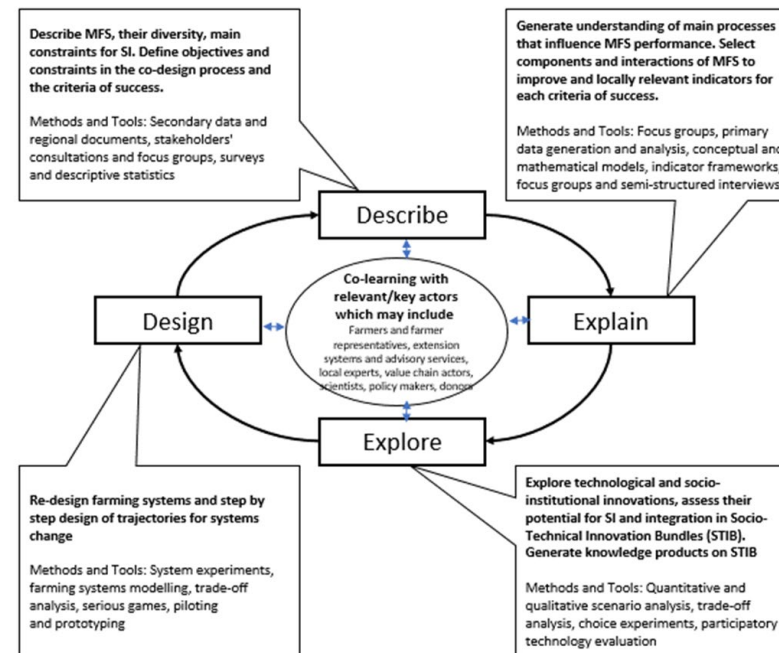 Describe MFS, their diversity, main
constraints for SI. Define objectives and
constraints in the co-design process and
the criteria of success.
Methods and Tools: Secondary data and
regional documents, stakeholders'
consultations and focus groups, surveys
and descriptive statistics
Generate understanding of main processes
that influence MFS performance. Select
components and interactions of MFS to
improve and locally relevant indicators for
each criteria of success.
Methods and Tools: Focus groups, primary
data generation and analysis, conceptual and
mathematical models, indicator frameworks,
focus groups and semi-structured interviews
Describe
Co-learning with
relevant/key actors
which may include
Farmers and farmer
representatives, extension
systems and advisory services,
local experts, value chain actors,
scientists, policy makers, donors
Design
Explain
Explore
Re-design farming systems and step by
step design of trajectories for systems
change
Methods and Tools: System experiments,
farming systems modelling, trade-off
analysis, serious games, piloting
and prototyping
Explore technological and socio-
institutional innovations, assess their
potential for SI and integration in Socio-
Technical Innovation Bundles (STIB).
Generate knowledge products on STIB
Methods and Tools: Quantitative and
qualitative scenario analysis, trade-off
analysis, choice experiments, participatory
technology evaluation